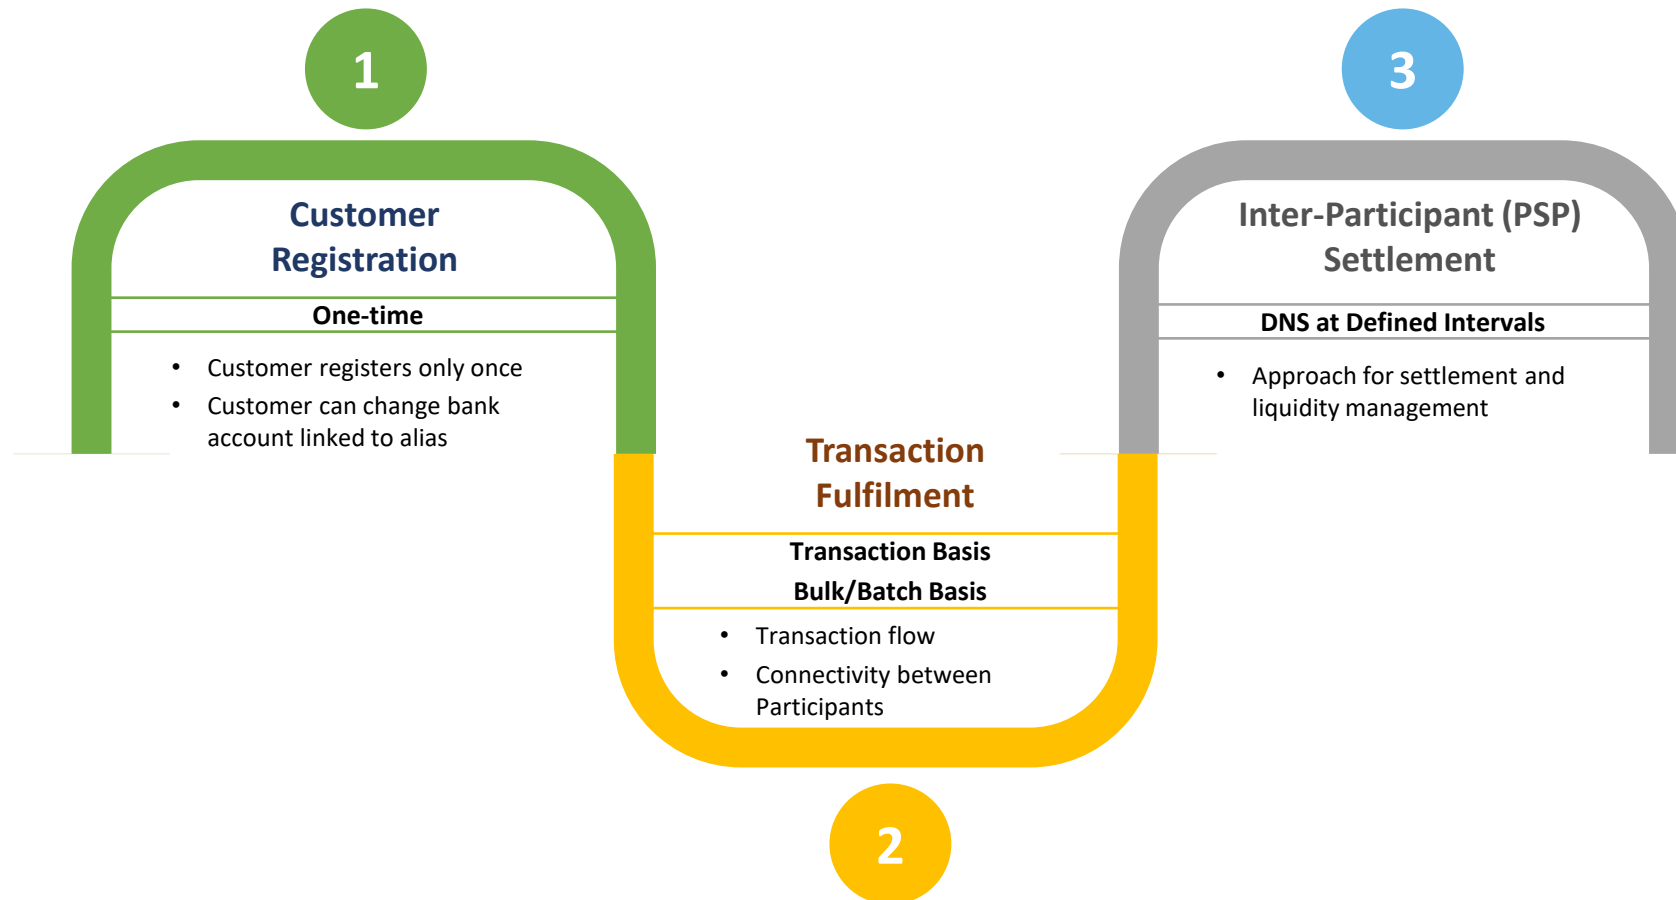 1
Customer
Registration
One-time
• Customer registers only once
• Customer can change bank
account linked to alias
Transaction
Fulfilment
Transaction Basis
Bulk/Batch Basis
• Transaction flow
• Connectivity between
Participants
2
3
Inter-Participant (PSP)
Settlement
DNS at Defined Intervals
• Approach for settlement and
liquidity management